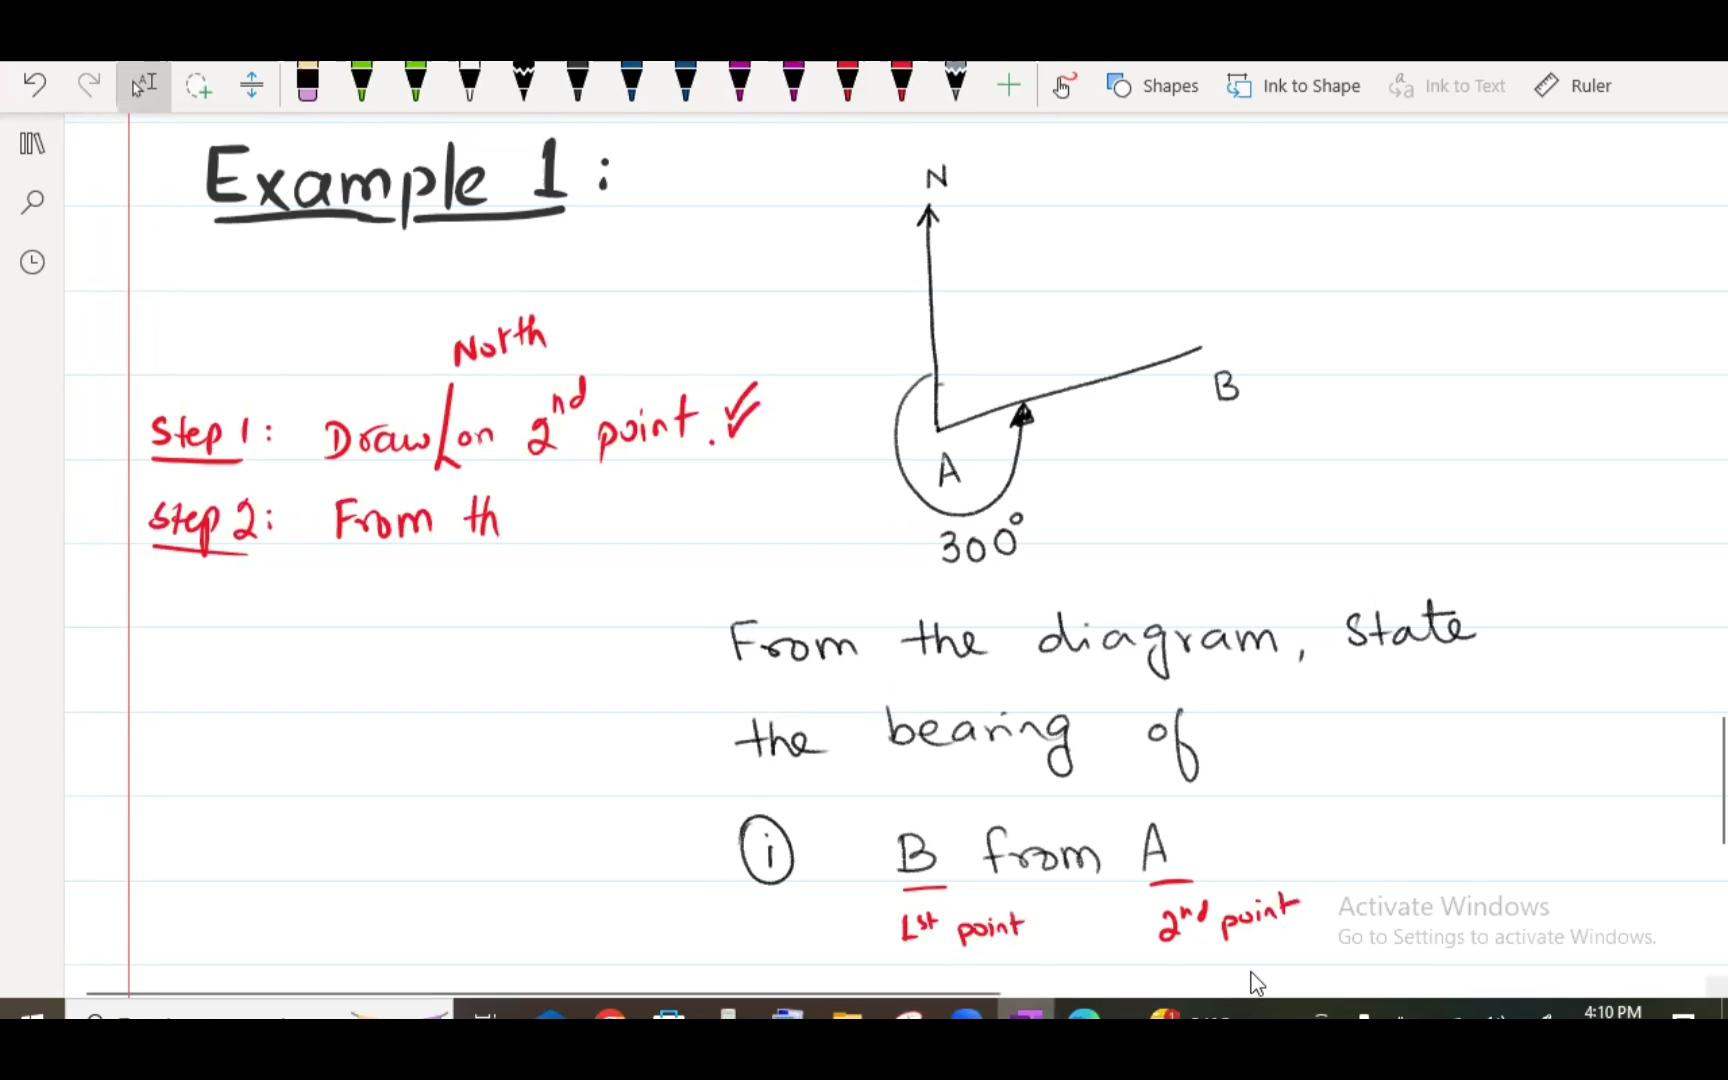 Shapes
Ink to Shape
Ink to Text
Ruler
Example 1:
N
North
Step 1: Draw on 2nd point.
Step 2: From th
B
A
300°
From the diagram, state
the bearing of
i B from A
1st point 2nd point
Activate Windows
Go to Settings to activate Windows.
4:10 PM